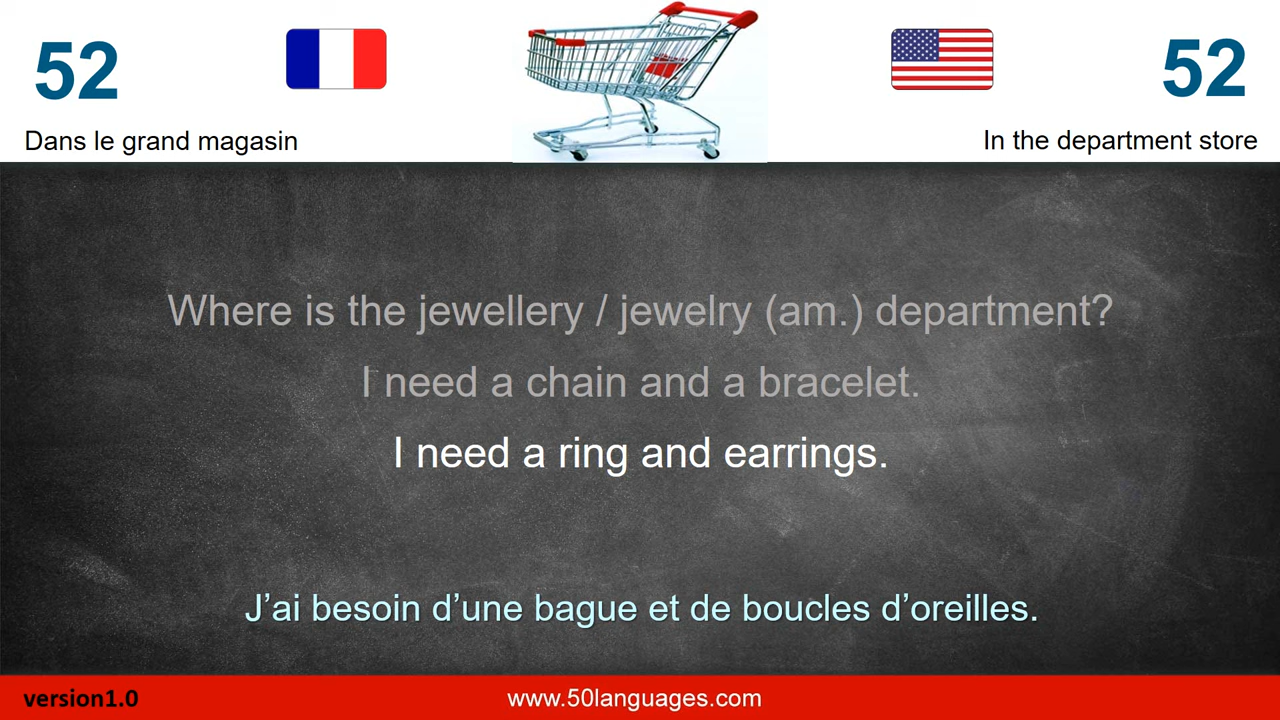 52
52
Dans le grand magasin
In the department store
Where is the jewellery / jewelry (am.) department?
I need a chain and a bracelet.
I need a ring and earrings.
J’ai besoin d’une bague et de boucles d’oreilles.
version1.0
www.50languages.com